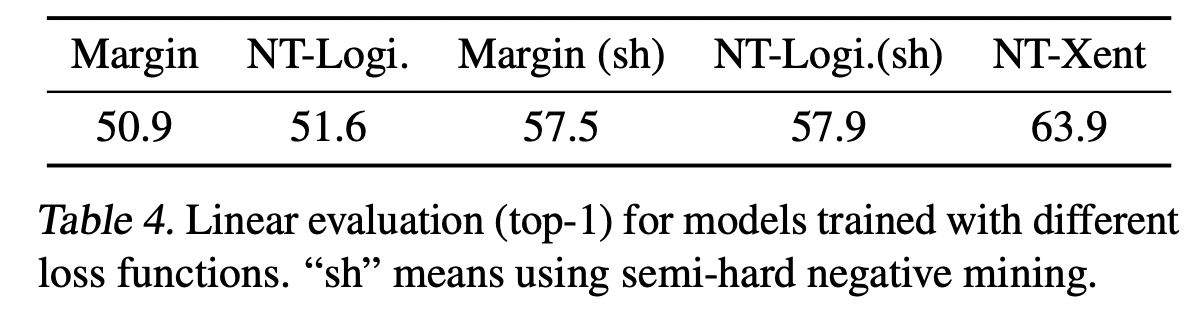 Margin NT-Logi. Margin (sh) NT-Logi.(sh) NT-Xent
50.9 51.6 57.5 57.9 63.9
Table 4. Linear evaluation (top-1) for models trained with different
loss functions. “sh” means using semi-hard negative mining.